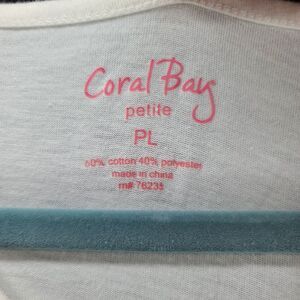 Coral Bay
petite
PL
60% cotton 40% polyester
made in china
rn# 76235